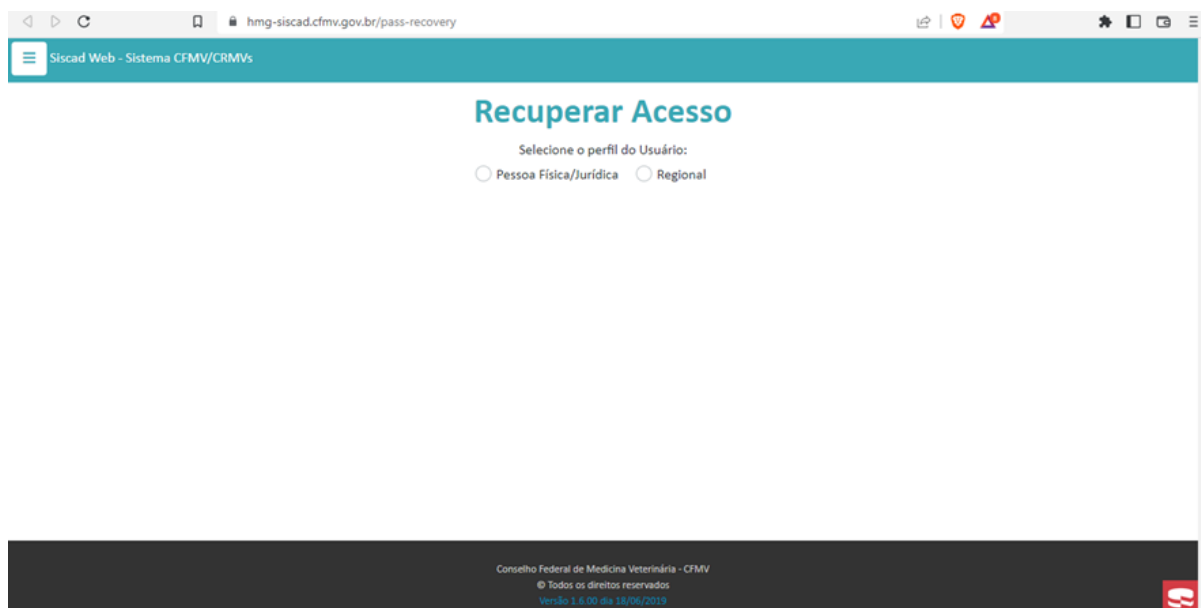 hmg-siscad.cfmv.gov.br/pass-recovery
Siscad Web - Sistema CFMV/CRMVs
Recuperar Acesso
Selecione o perfil do Usuário:
Pessoa Física/Jurídica Regional
Conselho Federal de Medicina Veterinária - CFMV
© Todos os direitos reservados
Versão 1.6.00 dia 18/06/2019